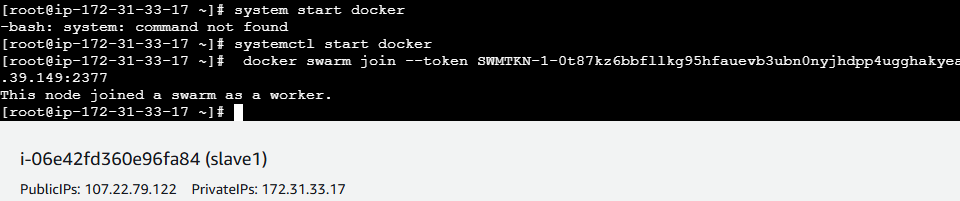 [root@ip-172-31-33-17 ~]# system start docker
-bash: system: command not found
[root@ip-172-31-33-17 ~]# systemctl start docker
[root@ip-172-31-33-17 ~]#  docker swarm join --token SWMTKN-1-0t87kz6bbfllkg95hfauevb3ubn0nyjhdpp4ugghakyea
.39.149:2377
This node joined a swarm as a worker.
[root@ip-172-31-33-17 ~]#
i-06e42fd360e96fa84 (slave1)
PublicIPs: 107.22.79.122 PrivateIPs: 172.31.33.17